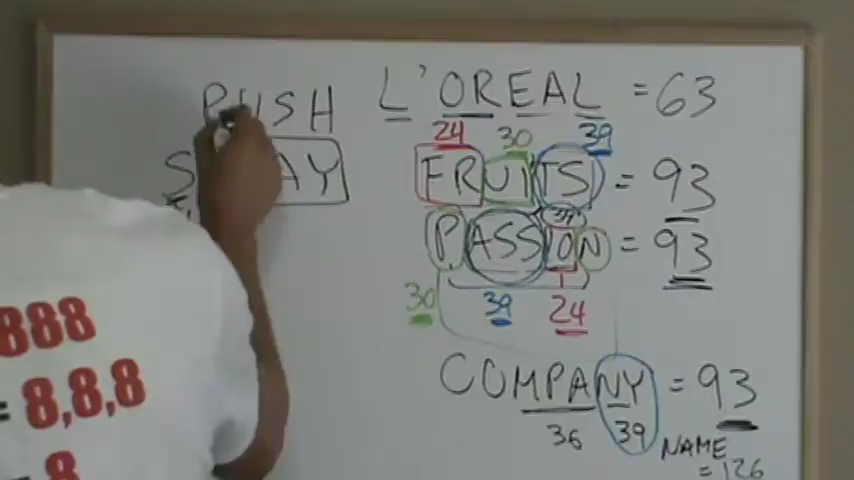 PUSH L'OREAL = 63
24 30 39
AY FRUITS = 93
PASSION = 93
30 39 24
COMPANY = 93
36 39
NAME
= 126
888
= 8,8,8
= 8